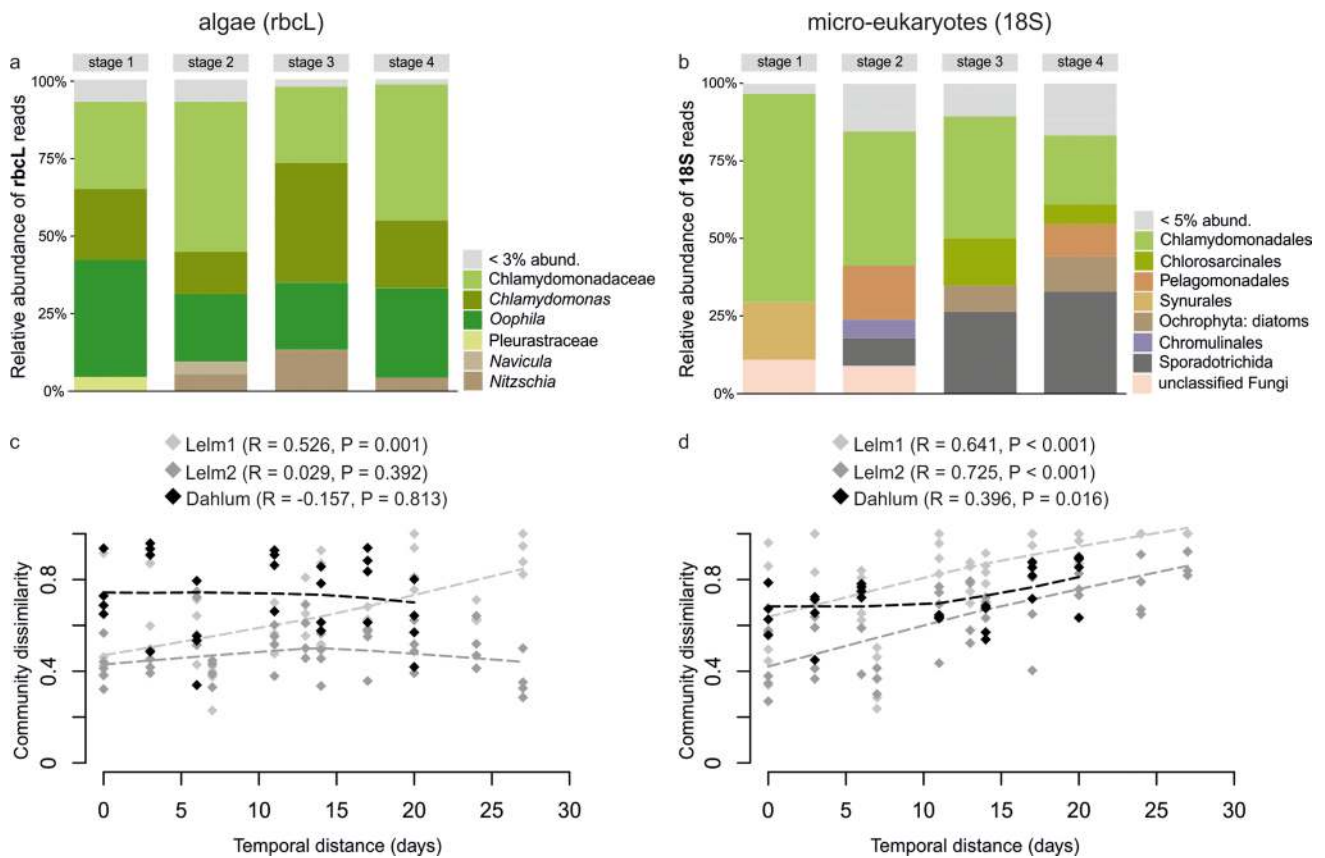 algae (rbcL)
micro-eukaryotes (18S)
a
stage 1
stage 2
stage 3
stage 4
100%
75%
50%
25%
0%
Relative abundance of rbcL reads
< 3% abund.
Chlamydomonadaceae
Chlamydomonas
Oophila
Pleurastraceae
Navicula
Nitzschia
b
stage 1
stage 2
stage 3
stage 4
100%
75%
50%
25%
0%
Relative abundance of 18S reads
< 5% abund.
Chlamydomonadales
Chlorosarcinales
Pelagomonadales
Synurales
Ochrophyta: diatoms
Chromulinales
Sporadotrichida
unclassified Fungi
c
Lelm1 (R = 0.526, P = 0.001)
Lelm2 (R = 0.029, P = 0.392)
Dahlum (R = -0.157, P = 0.813)
Community dissimilarity
0.8
0.4
0
0 5 10 15 20 25 30
Temporal distance (days)
d
Lelm1 (R = 0.641, P < 0.001)
Lelm2 (R = 0.725, P < 0.001)
Dahlum (R = 0.396, P = 0.016)
Community dissimilarity
0.8
0.4
0
0 5 10 15 20 25 30
Temporal distance (days)